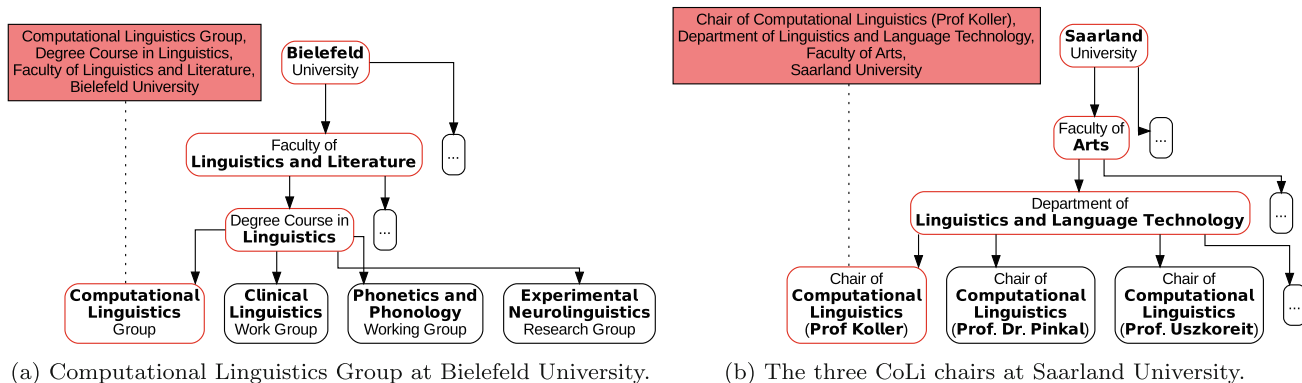 Computational Linguistics Group,
Degree Course in Linguistics,
Faculty of Linguistics and Literature,
Bielefeld University
Bielefeld
University
Faculty of
Linguistics and Literature
...
Degree Course in
Linguistics
...
Computational
Linguistics
Group
Clinical
Linguistics
Work Group
Phonetics and
Phonology
Working Group
Experimental
Neurolinguistics
Research Group
(a) Computational Linguistics Group at Bielefeld University.
Chair of Computational Linguistics (Prof Koller),
Department of Linguistics and Language Technology,
Faculty of Arts,
Saarland University
Saarland
University
Faculty of
Arts
...
Department of
Linguistics and Language Technology
...
Chair of
Computational
Linguistics
(Prof Koller)
Chair of
Computational
Linguistics
(Prof. Dr. Pinkal)
Chair of
Computational
Linguistics
(Prof. Uszkoreit)
...
(b) The three CoLi chairs at Saarland University.